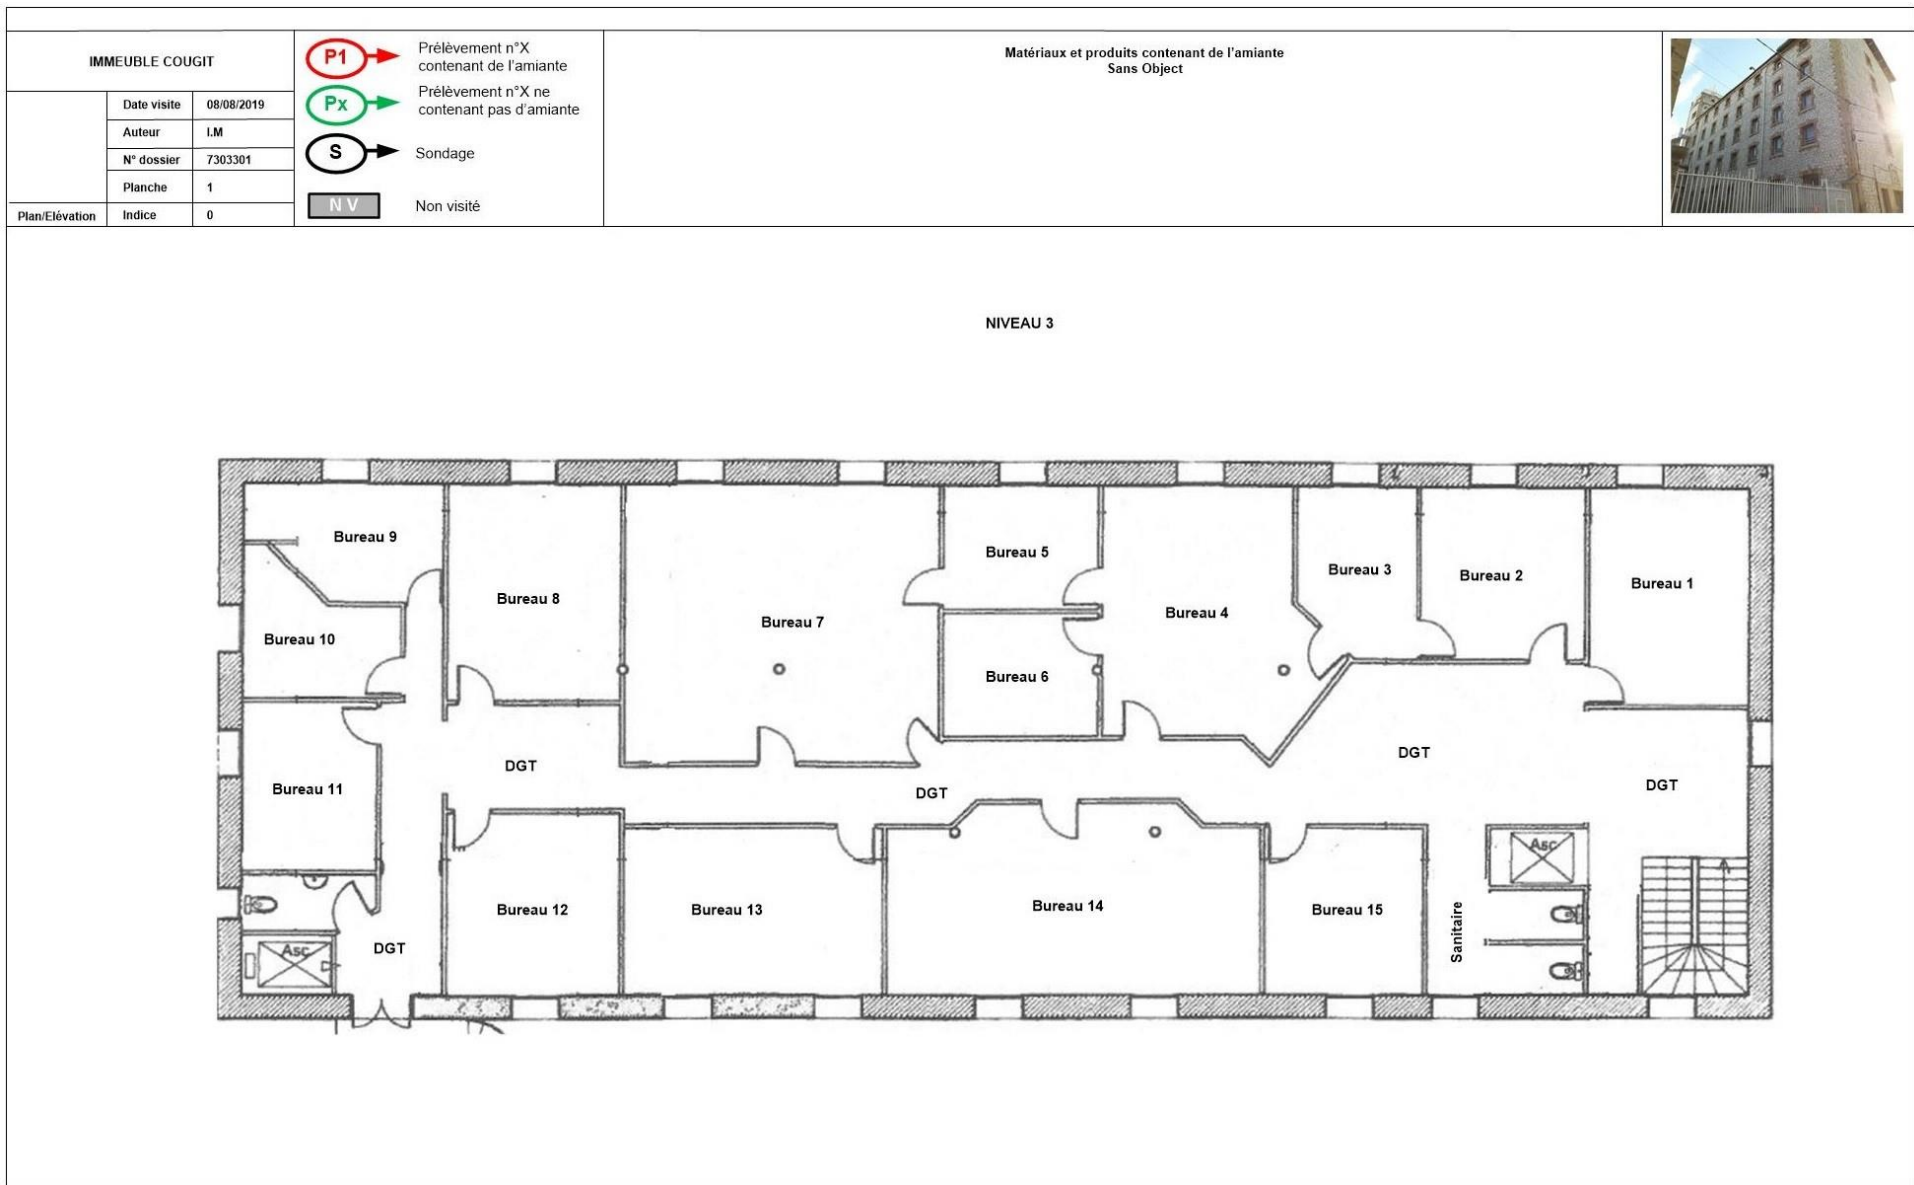 IMMEUBLE COUGIT
Date visite 08/08/2019
Auteur I.M
N° dossier 7303301
Planche 1
Plan/Elévation Indice 0
P1 Prélèvement n°X
contenant de l'amiante
Px Prélèvement n°X ne
contenant pas d'amiante
S Sondage
N V Non visité
Matériaux et produits contenant de l'amiante
Sans Object
NIVEAU 3
Bureau 9
Bureau 8
Bureau 7
Bureau 5
Bureau 4
Bureau 3
Bureau 2
Bureau 1
Bureau 10
Bureau 6
Bureau 11
DGT
DGT
DGT
DGT
Bureau 12
Bureau 13
Bureau 14
Bureau 15
Sanitaire
Asc
Asc
DGT